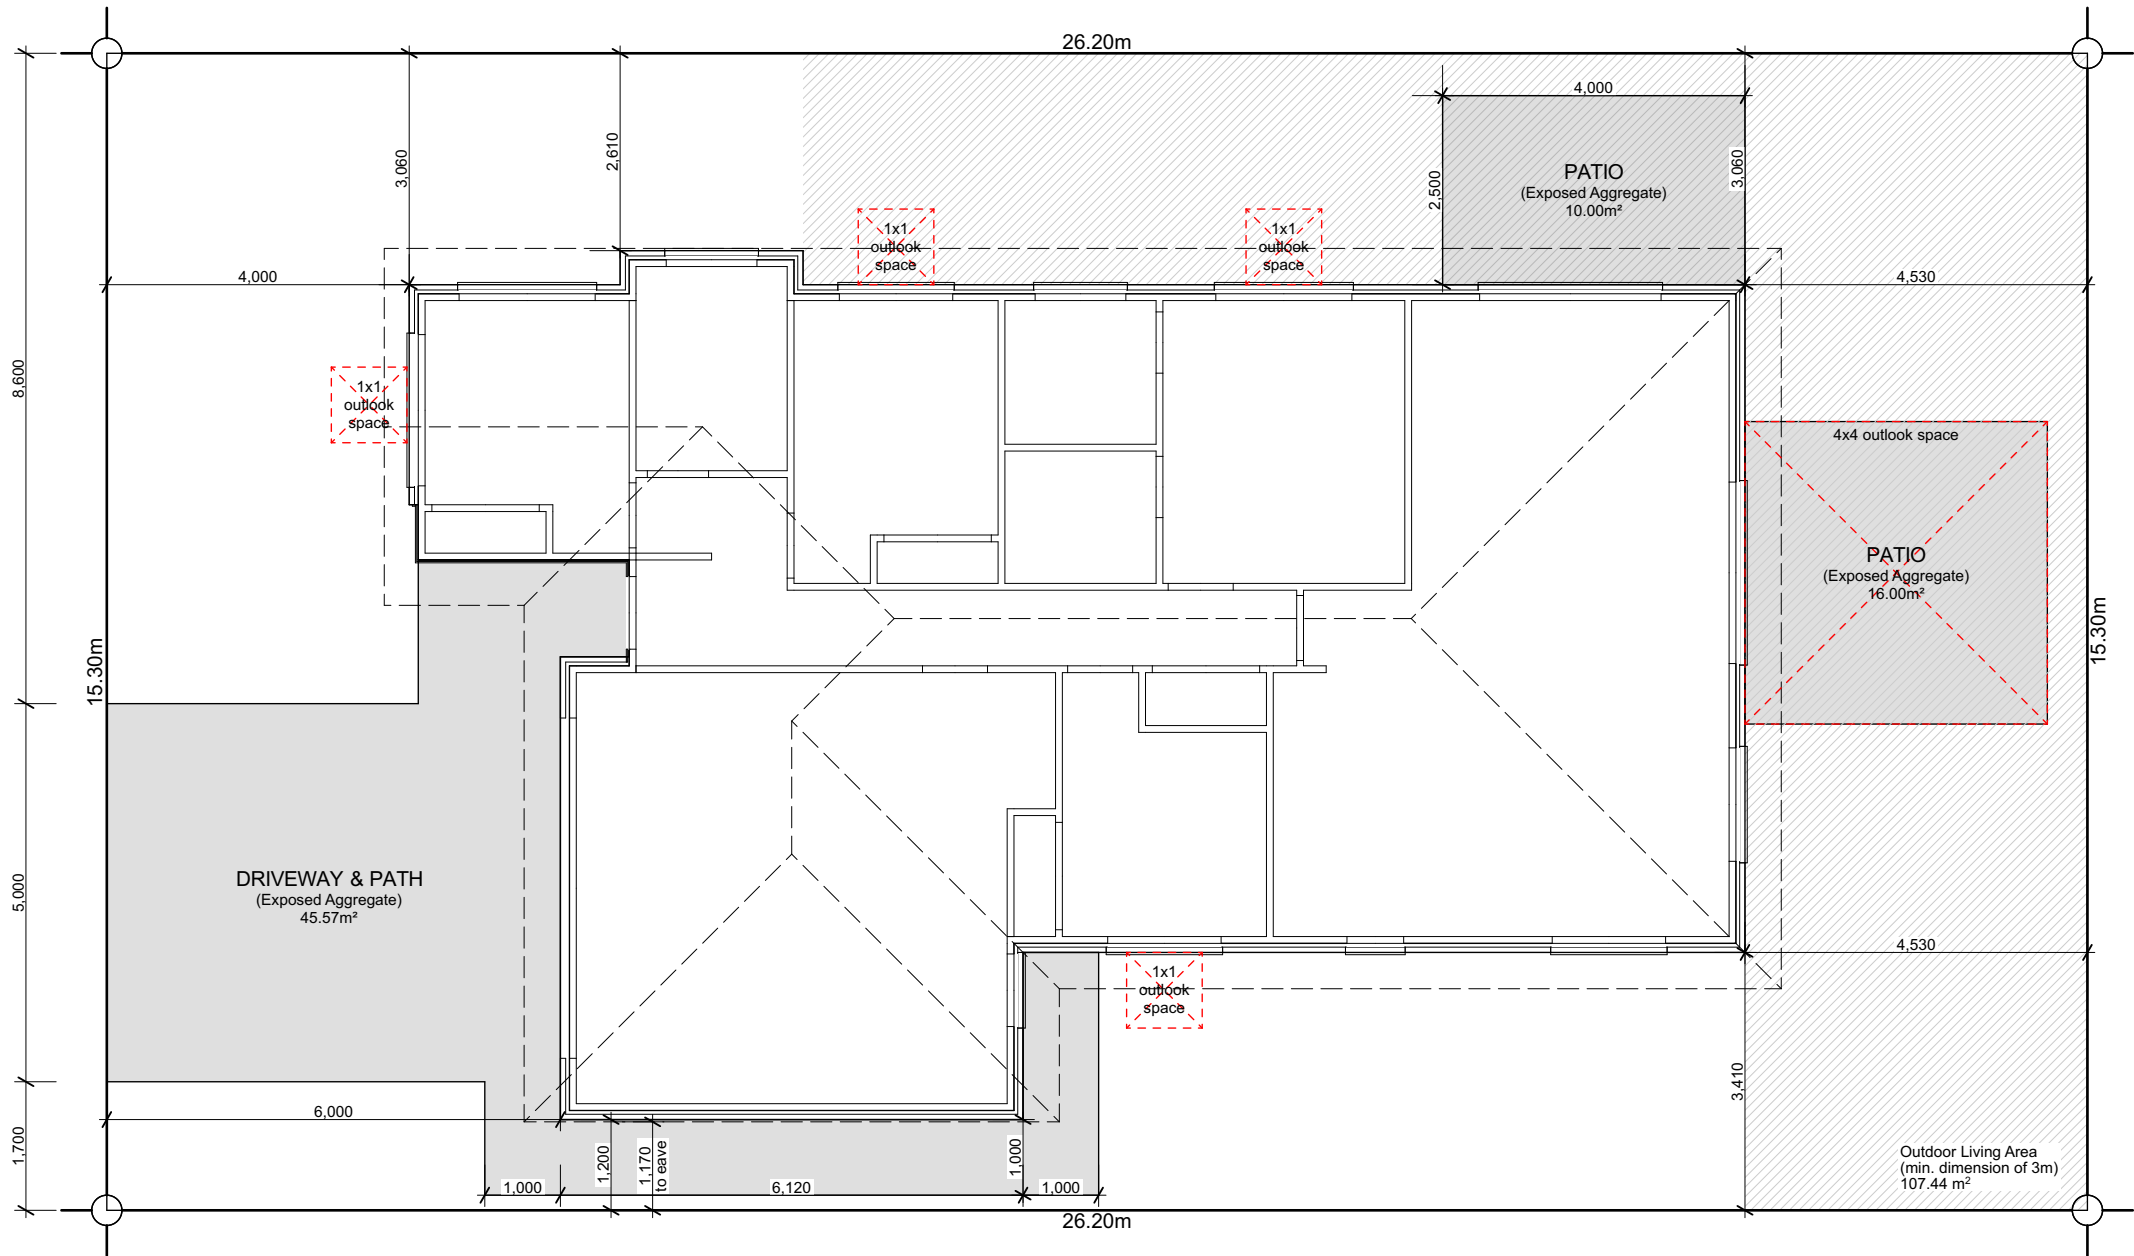 26.20m
4,000
3,060
2,610
2,500
3,060
PATIO
(Exposed Aggregate)
10.00m²
1x1
outlook
space
1x1
outlook
space
4,000
4,530
8,600
1x1
outlook
space
4x4 outlook space
PATIO
(Exposed Aggregate)
16.00m²
15.30m
15.30m
DRIVEWAY & PATH
(Exposed Aggregate)
45.57m²
5,000
4,530
1x1
outlook
space
3,410
6,000
1,700
1,200
1,170
to eave
1,000
1,000
6,120
1,000
Outdoor Living Area
(min. dimension of 3m)
107.44 m²
26.20m